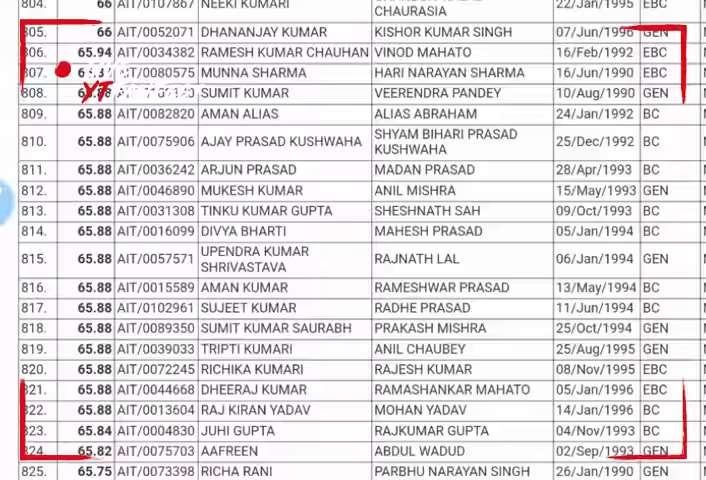 804. 66 AIT/0107867 NEEKI KUMARI CHAURASIA 22/Jan/1995 EBC
805. 66 AIT/0052071 DHANANJAY KUMAR KISHOR KUMAR SINGH 07/Jun/1996 GEN
806. 65.94 AIT/0034382 RAMESH KUMAR CHAUHAN VINOD MAHATO 16/Feb/1992 EBC
807. AIT/0080575 MUNNA SHARMA HARI NARAYAN SHARMA 16/Jun/1990 EBC
YT
808. 65.88 SUMIT KUMAR VEERENDRA PANDEY 10/Aug/1990 GEN
809. 65.88 AIT/0082820 AMAN ALIAS ALIAS ABRAHAM 24/Jan/1992 BC
810. 65.88 AIT/0075906 AJAY PRASAD KUSHWAHA SHYAM BIHARI PRASAD 25/Dec/1992 BC
KUSHWAHA
811. 65.88 AIT/0036242 ARJUN PRASAD MADAN PRASAD 28/Apr/1993 BC
812. 65.88 AIT/0046890 MUKESH KUMAR ANIL MISHRA 15/May/1993 GEN
813. 65.88 AIT/0031308 TINKU KUMAR GUPTA SHESHNATH SAH 09/Oct/1993 BC
814. 65.88 AIT/0016099 DIVYA BHARTI MAHESH PRASAD 05/Jan/1994 BC
815. 65.88 AIT/0057571 UPENDRA KUMAR RAJNATH LAL 06/Jan/1994 GEN
SHRIVASTAVA
816. 65.88 AIT/0015589 AMAN KUMAR RAMESHWAR PRASAD 13/May/1994 BC
817. 65.88 AIT/0102961 SUJEET KUMAR RADHE PRASAD 11/Jun/1994 BC
818. 65.88 AIT/0089350 SUMIT KUMAR SAURABH PRAKASH MISHRA 25/Oct/1994 GEN
819. 65.88 AIT/0039033 TRIPTI KUMARI ANIL CHAUBEY 25/Aug/1995 GEN
820. 65.88 AIT/0072245 RICHIKA KUMARI RAJESH KUMAR 08/Nov/1995 EBC
821. 65.88 AIT/0044668 DHEERAJ KUMAR RAMASHANKAR MAHATO 05/Jan/1996 EBC
822. 65.88 AIT/0013604 RAJ KIRAN YADAV MOHAN YADAV 14/Jan/1996 BC
823. 65.84 AIT/0004830 JUHI GUPTA RAJKUMAR GUPTA 04/Nov/1993 BC
824. 65.82 AIT/0075703 AAFREEN ABDUL WADUD 02/Sep/1993 GEN
825. 65.75 AIT/0073398 RICHA RANI PARBHU NARAYAN SINGH 26/Jan/1990 GEN